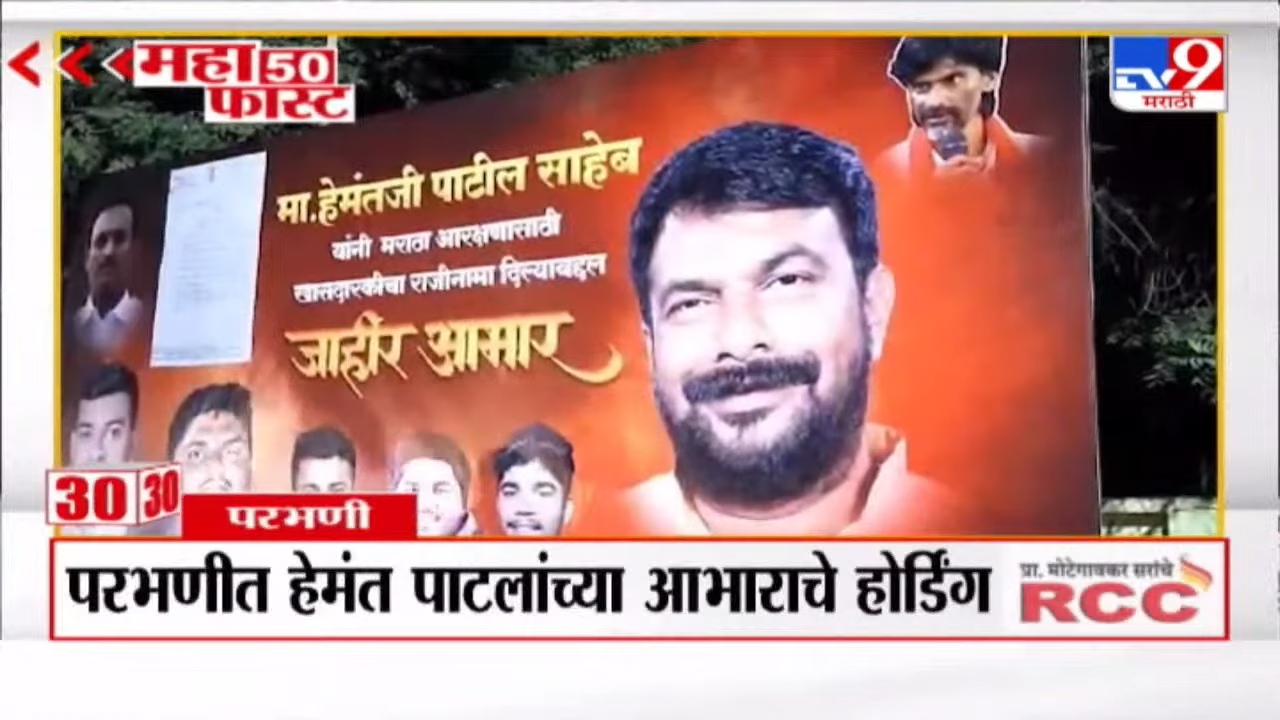 महा 50
फास्ट
TV9
मराठी
मा.हेमंतजी पाटील साहेब
यांनी मराठा आरक्षणासाठी
खासदारकीचा राजीनामा दिल्याबद्दल
जाहीर आभार
30 30
परभणी
परभणीत हेमंत पाटलांच्या आभाराचे होर्डिंग
प्रा. मोटेगावकर सरांचे
RCC